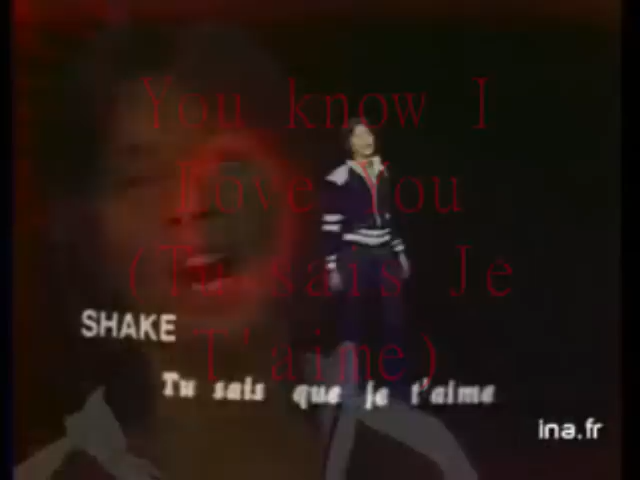 You know I
Love You
(Tu sais Je
T'aime)
SHAKE
Tu sais que je t'aime
ina.fr